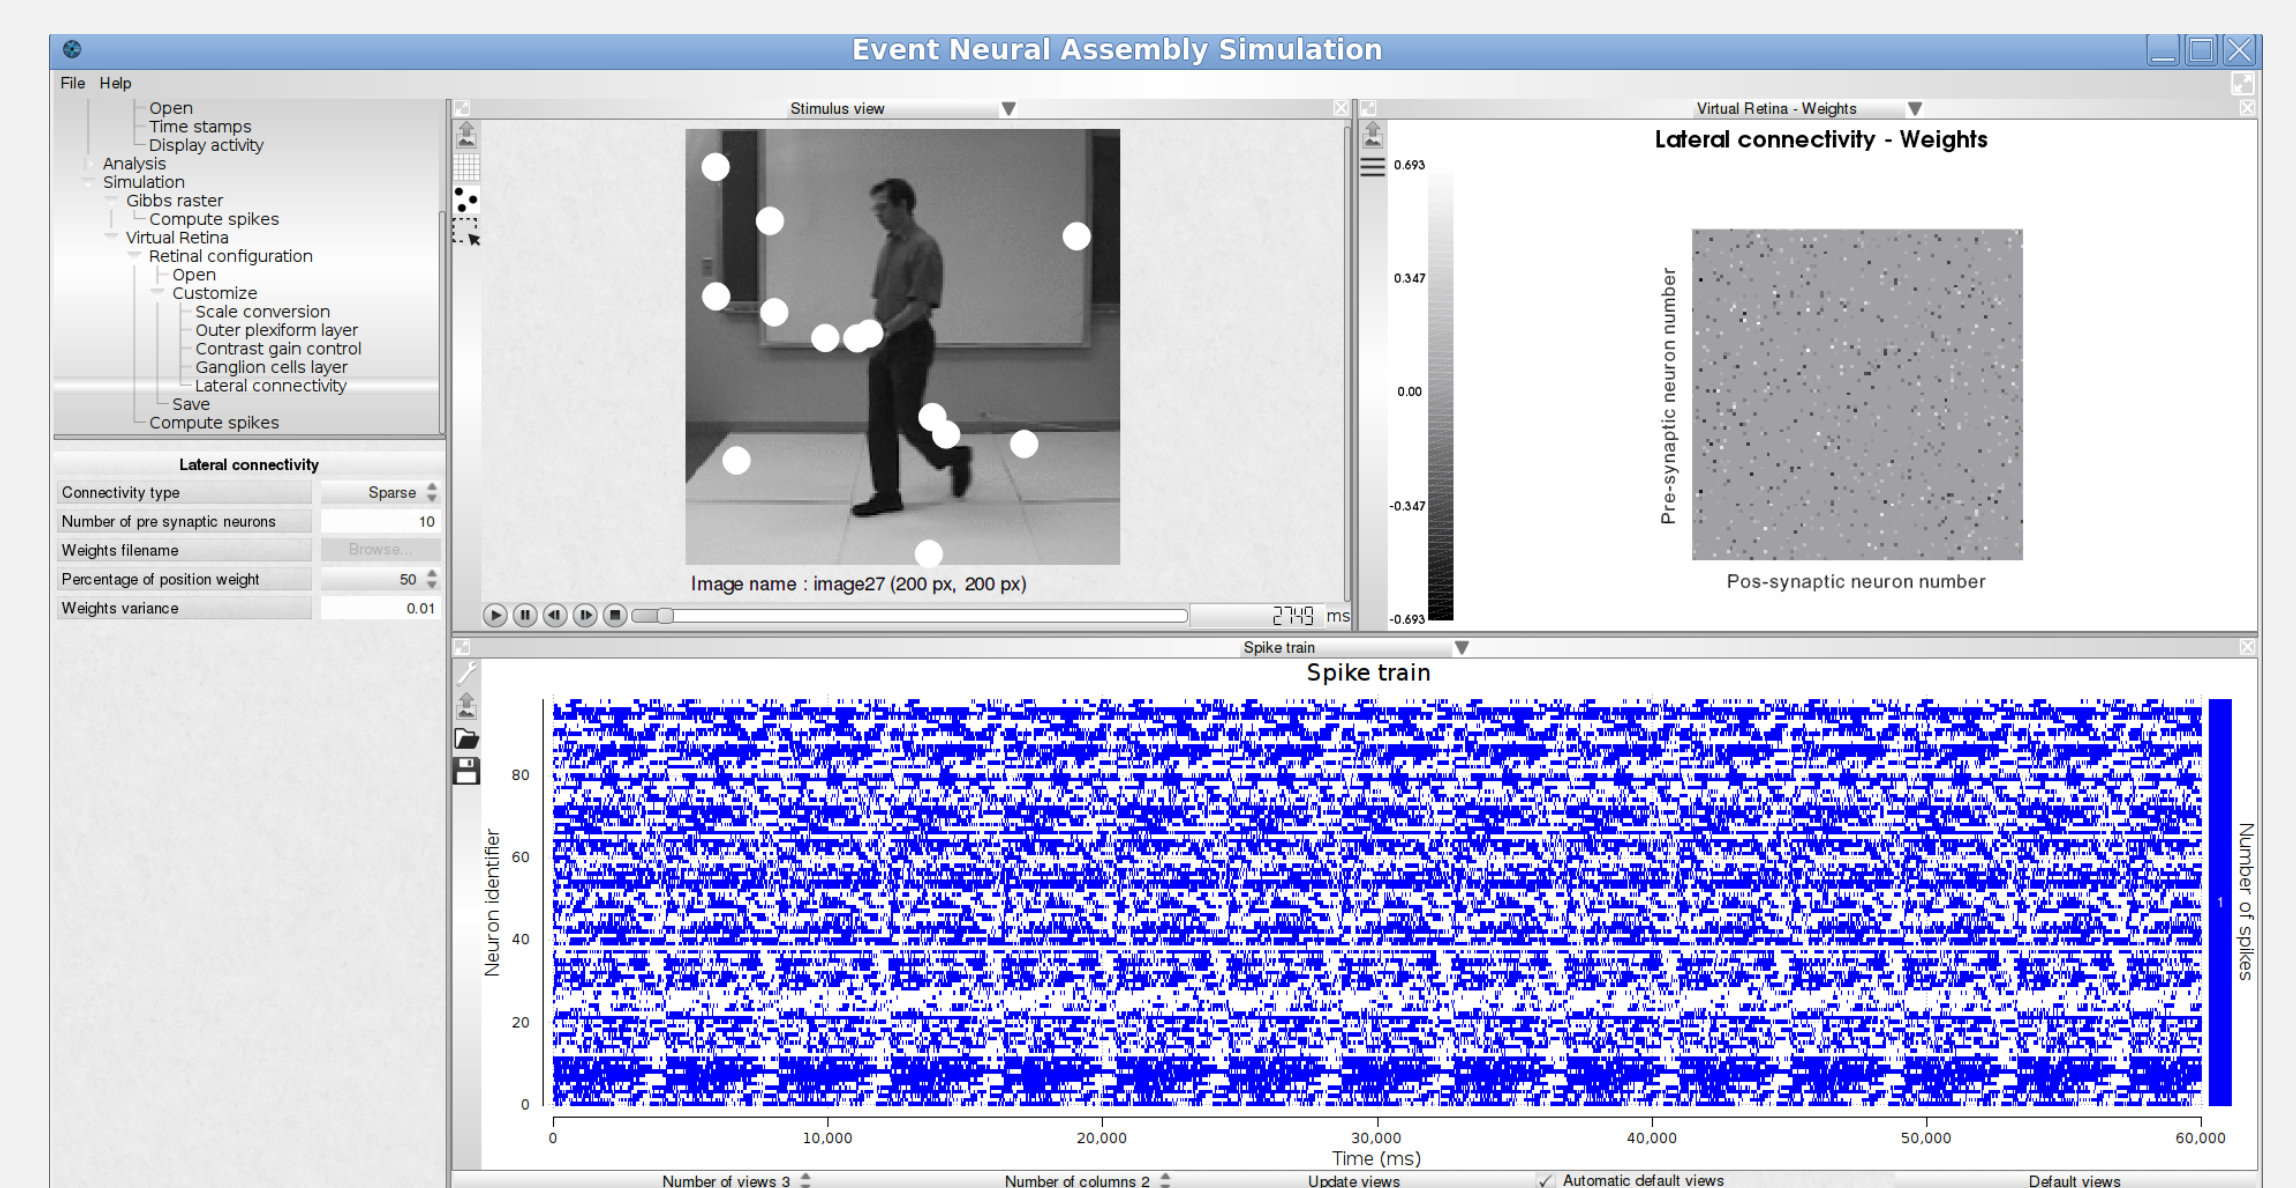 Event Neural Assembly Simulation
File Help
Open
Time stamps
Display activity
Analysis
Simulation
Gibbs raster
Compute spikes
Virtual Retina
Retinal configuration
Open
Customize
Scale conversion
Outer plexiform layer
Contrast gain control
Ganglion cells layer
Lateral connectivity
Save
Compute spikes
Lateral connectivity
Connectivity type Sparse
Number of pre synaptic neurons 10
Weights filename Browse...
Percentage of position weight 50
Weights variance 0.01
Stimulus view
Image name : image27 (200 px, 200 px)
2749 ms
Virtual Retina - Weights
Lateral connectivity - Weights
0.693
0.347
0.00
-0.347
-0.693
Pre-synaptic neuron number
Pos-synaptic neuron number
Spike train
Spike train
Neuron identifier
80
60
40
20
0
0 10,000 20,000 30,000 40,000 50,000 60,000
Time (ms)
1
Number of spikes
Number of views 3 Number of columns 2 Update views Automatic default views Default views